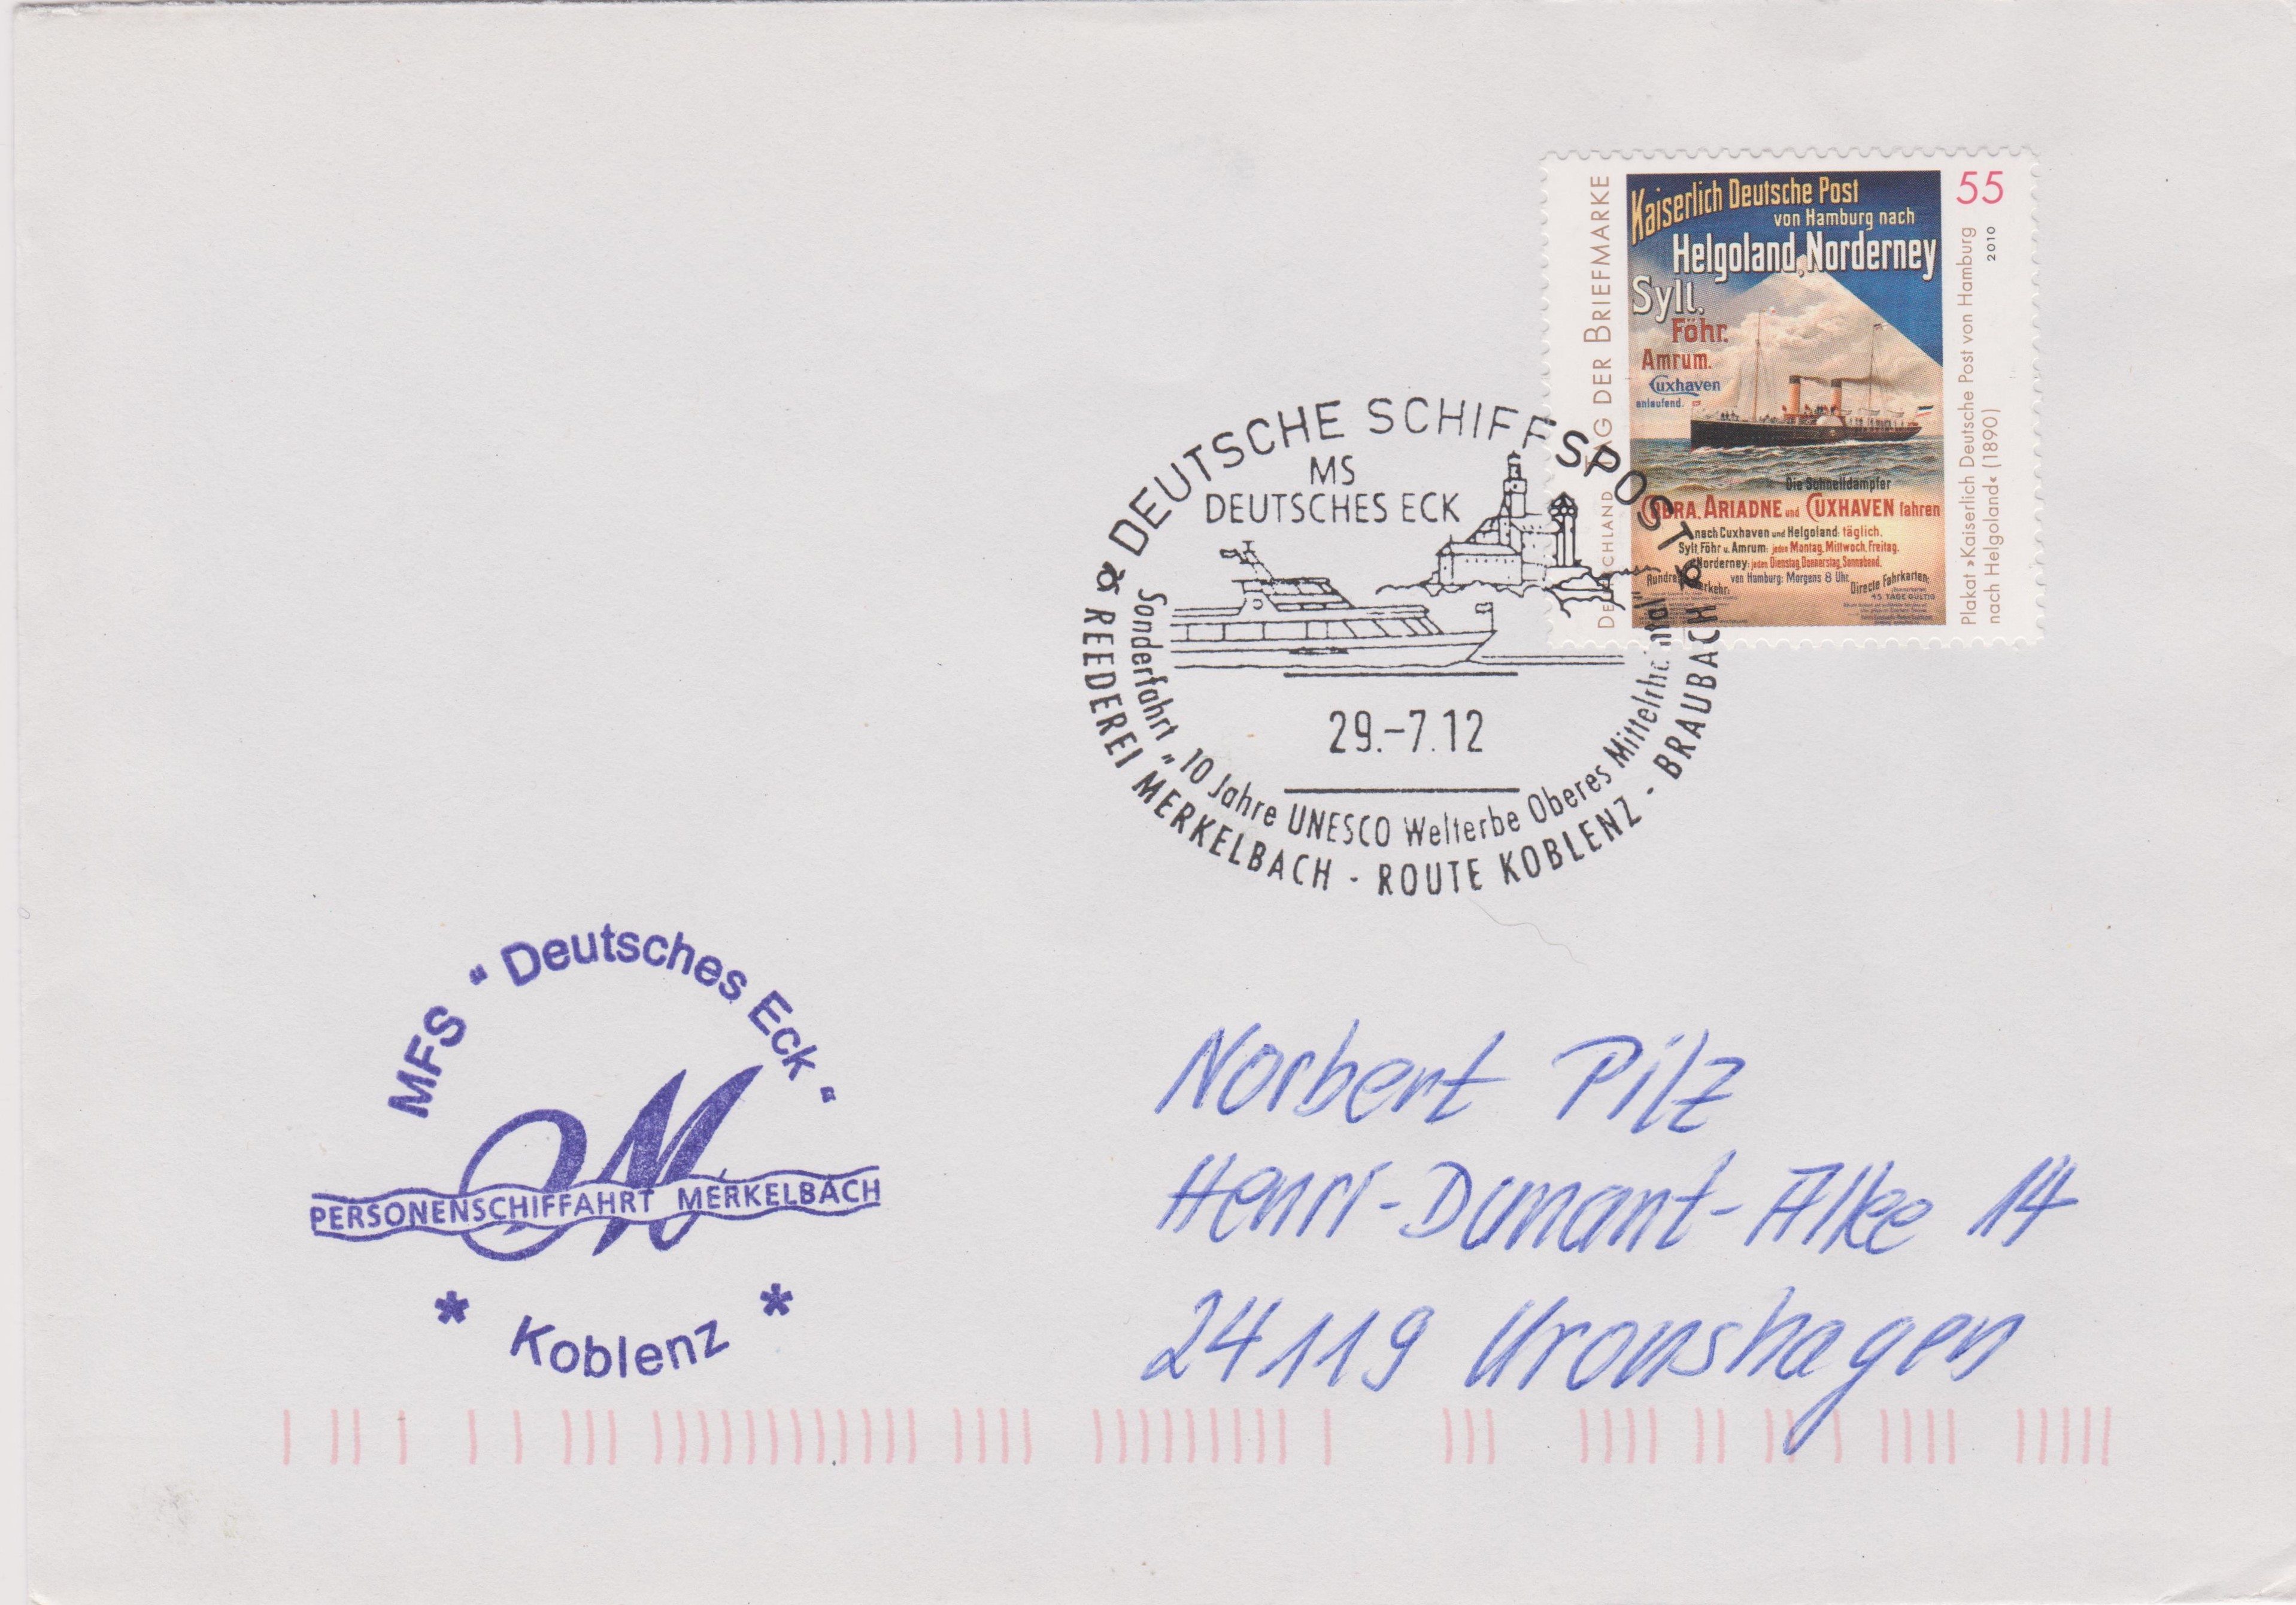 TAG DER BRIEFMARKE
DEUTSCHLAND
Kaiserlich Deutsche Post
von Hamburg nach
Helgoland, Norderney
Sylt.
Föhr.
Amrum.
Cuxhaven
anlaufend.
Die Schnelldampfer
COBRA, ARIADNE und CUXHAVEN fahren
nach Cuxhaven und Helgoland: täglich.
Sylt, Föhr u. Amrum: jeden Montag, Mittwoch, Freitag.
Norderney: jeden Dienstag, Donnerstag, Sonnabend.
von Hamburg: Morgens 8 Uhr.
Directe Fahrkarten:
45 TAGE GÜLTIG
55
2010
Plakat »Kaiserlich Deutsche Post von Hamburg
nach Helgoland« (1890)
DEUTSCHE SCHIFFSPOST
MS
DEUTSCHES ECK
29.-7.12
Sonderfahrt „10 Jahre UNESCO Welterbe Oberes Mittelrheintal"
REEDEREI MERKELBACH - ROUTE KOBLENZ - BRAUBACH
MFS "Deutsches Eck"
M
PERSONENSCHIFFAHRT MERKELBACH
* Koblenz *
Norbert Pilz
Henri-Dunant-Allee 14
24119 Kronshagen